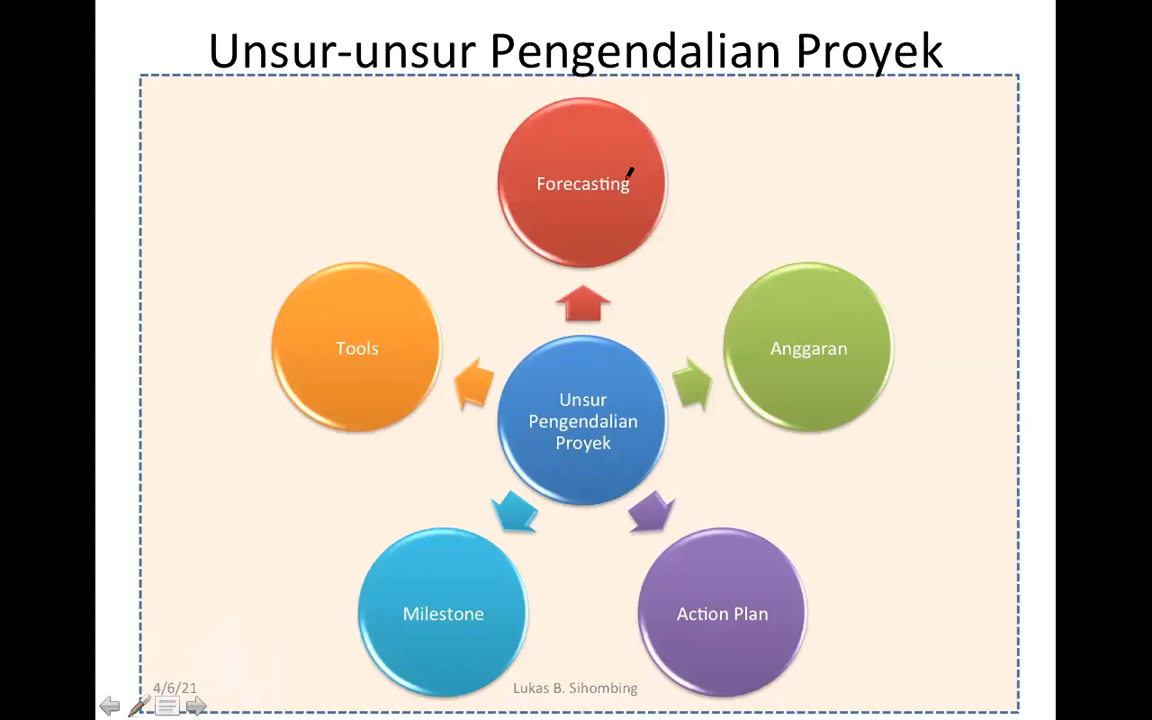 Unsur-unsur Pengendalian Proyek
Forecasting
Tools
Anggaran
Unsur
Pengendalian
Proyek
Milestone
Action Plan
4/6/21
Lukas B. Sihombing